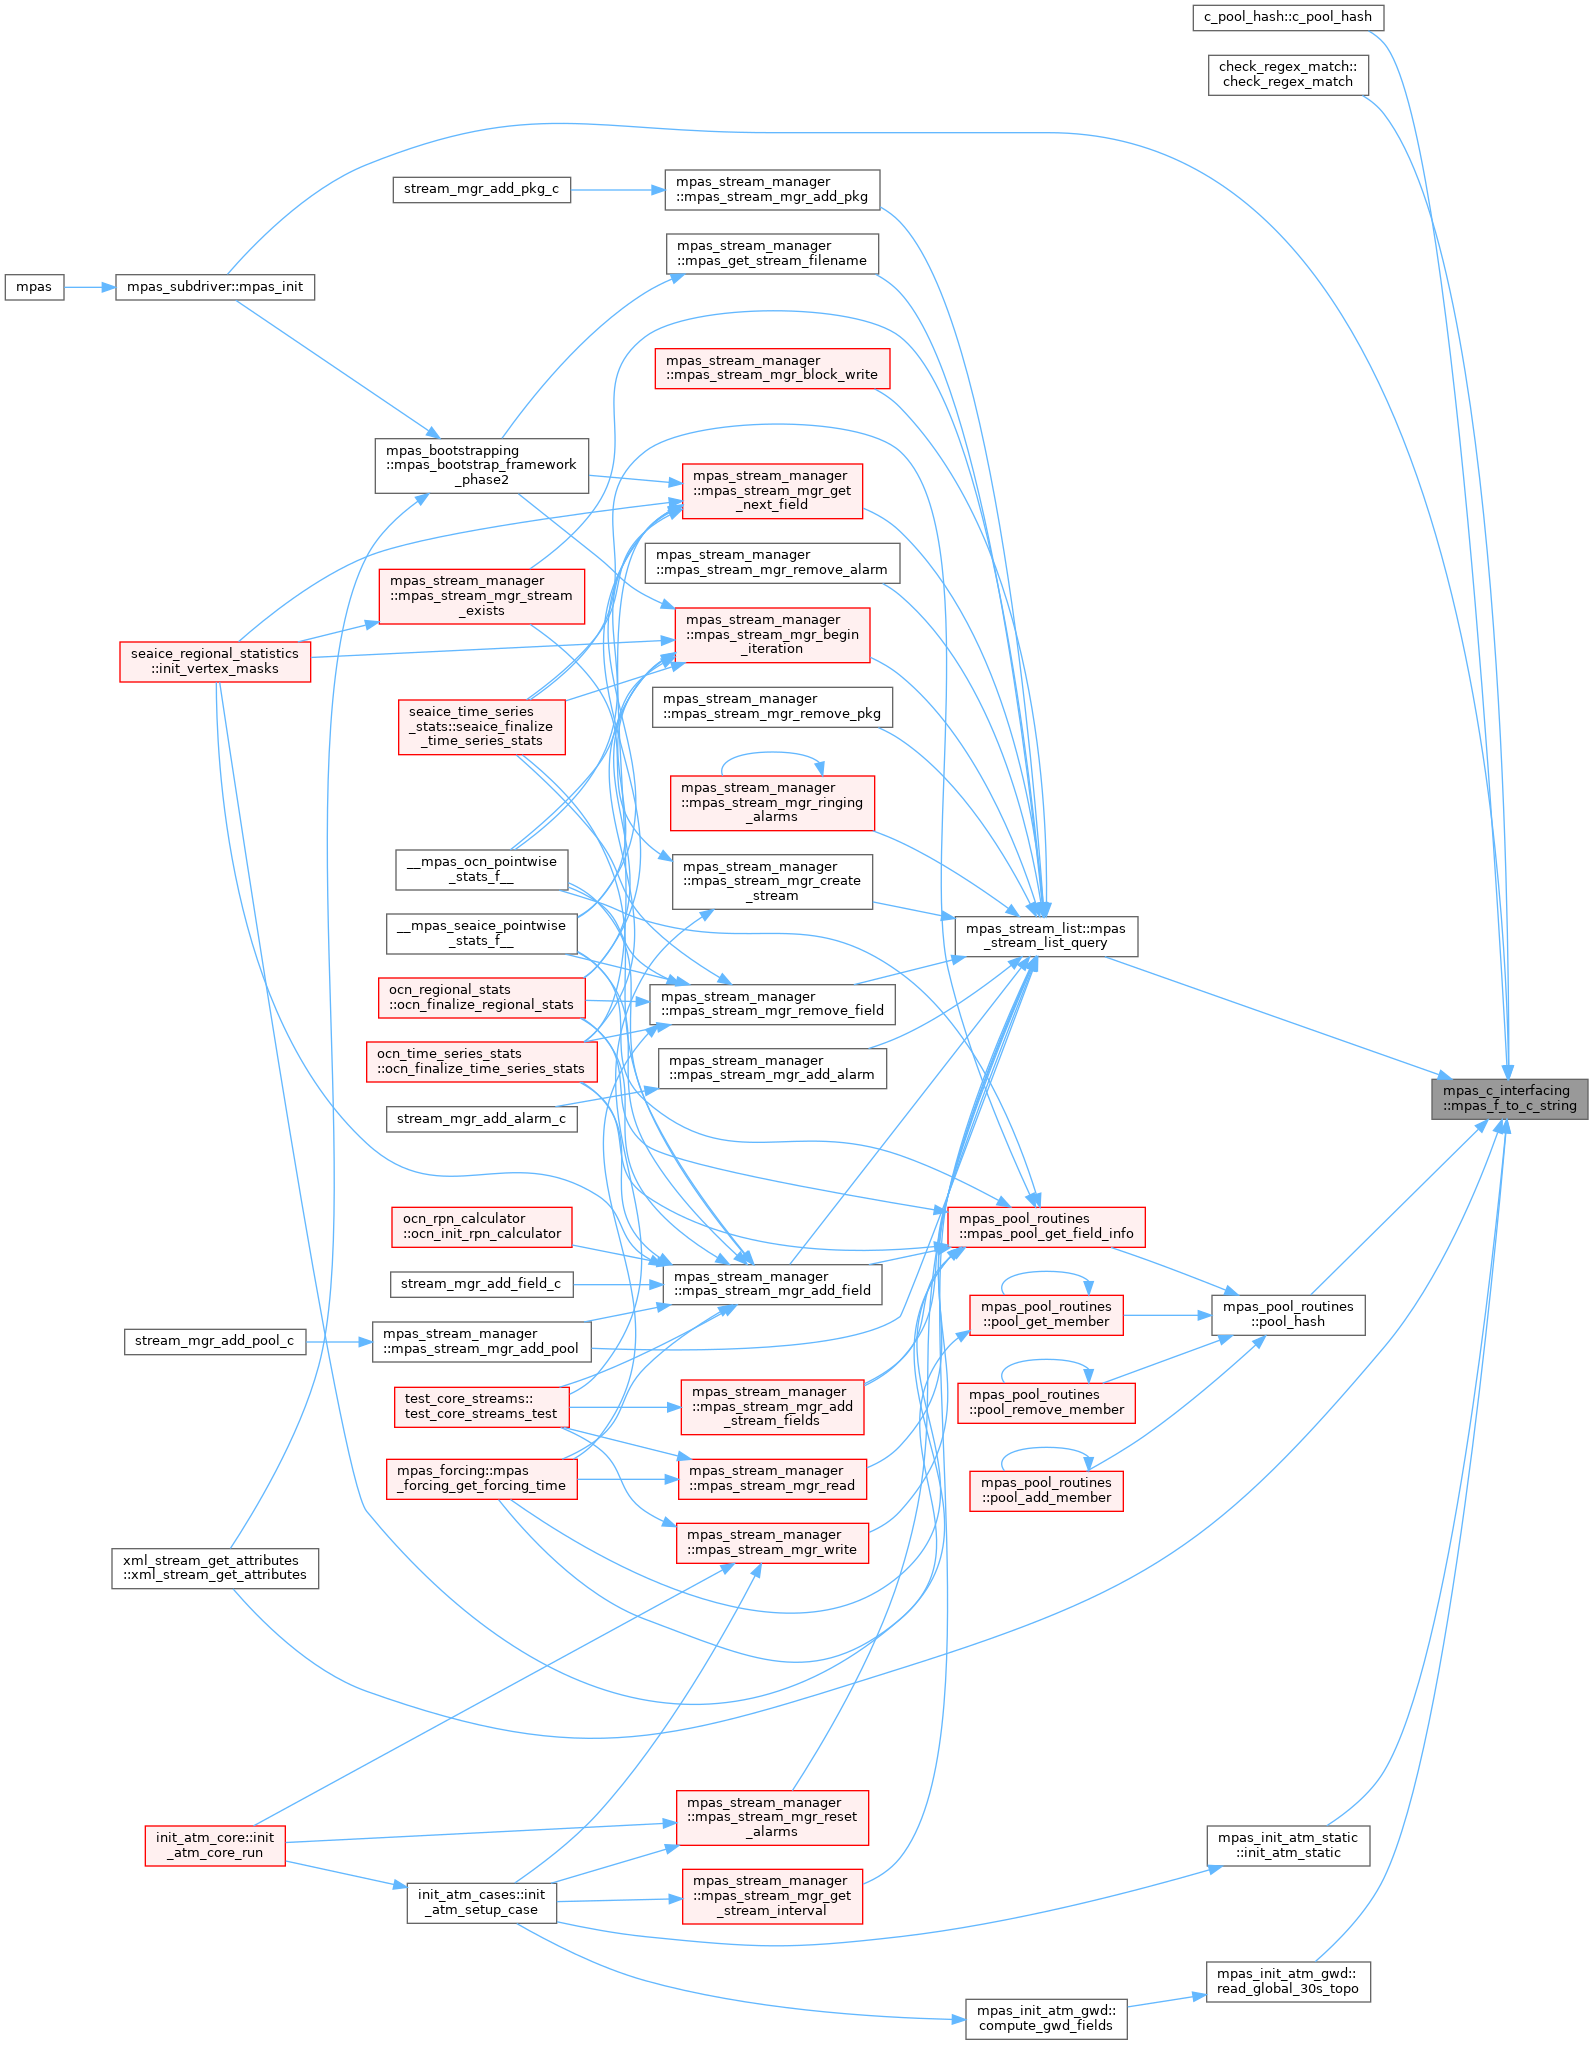 c_pool_hash::c_pool_hash
check_regex_match::
check_regex_match
mpas_stream_manager
::mpas_stream_mgr_add_pkg
stream_mgr_add_pkg_c
mpas_stream_manager
::mpas_get_stream_filename
mpas
mpas_subdriver::mpas_init
mpas_stream_manager
::mpas_stream_mgr_block_write
mpas_bootstrapping
::mpas_bootstrap_framework
_phase2
mpas_stream_manager
::mpas_stream_mgr_get
_next_field
mpas_stream_manager
::mpas_stream_mgr_remove_alarm
mpas_stream_manager
::mpas_stream_mgr_stream
_exists
mpas_stream_manager
::mpas_stream_mgr_begin
_iteration
seaice_regional_statistics
::init_vertex_masks
mpas_stream_manager
::mpas_stream_mgr_remove_pkg
seaice_time_series
_stats::seaice_finalize
_time_series_stats
mpas_stream_manager
::mpas_stream_mgr_ringing
_alarms
__mpas_ocn_pointwise
_stats_f__
mpas_stream_manager
::mpas_stream_mgr_create
_stream
__mpas_seaice_pointwise
_stats_f__
mpas_stream_list::mpas
_stream_list_query
ocn_regional_stats
::ocn_finalize_regional_stats
mpas_stream_manager
::mpas_stream_mgr_remove_field
ocn_time_series_stats
::ocn_finalize_time_series_stats
mpas_stream_manager
::mpas_stream_mgr_add_alarm
mpas_c_interfacing
::mpas_f_to_c_string
stream_mgr_add_alarm_c
ocn_rpn_calculator
::ocn_init_rpn_calculator
mpas_pool_routines
::mpas_pool_get_field_info
stream_mgr_add_field_c
mpas_stream_manager
::mpas_stream_mgr_add_field
mpas_pool_routines
::pool_get_member
mpas_pool_routines
::pool_hash
stream_mgr_add_pool_c
mpas_stream_manager
::mpas_stream_mgr_add_pool
test_core_streams::
test_core_streams_test
mpas_stream_manager
::mpas_stream_mgr_add
_stream_fields
mpas_pool_routines
::pool_remove_member
mpas_forcing::mpas
_forcing_get_forcing_time
mpas_stream_manager
::mpas_stream_mgr_read
mpas_pool_routines
::pool_add_member
mpas_stream_manager
::mpas_stream_mgr_write
xml_stream_get_attributes
::xml_stream_get_attributes
mpas_stream_manager
::mpas_stream_mgr_reset
_alarms
init_atm_core::init
_atm_core_run
mpas_init_atm_static
::init_atm_static
init_atm_cases::init
_atm_setup_case
mpas_stream_manager
::mpas_stream_mgr_get
_stream_interval
mpas_init_atm_gwd::
read_global_30s_topo
mpas_init_atm_gwd::
compute_gwd_fields